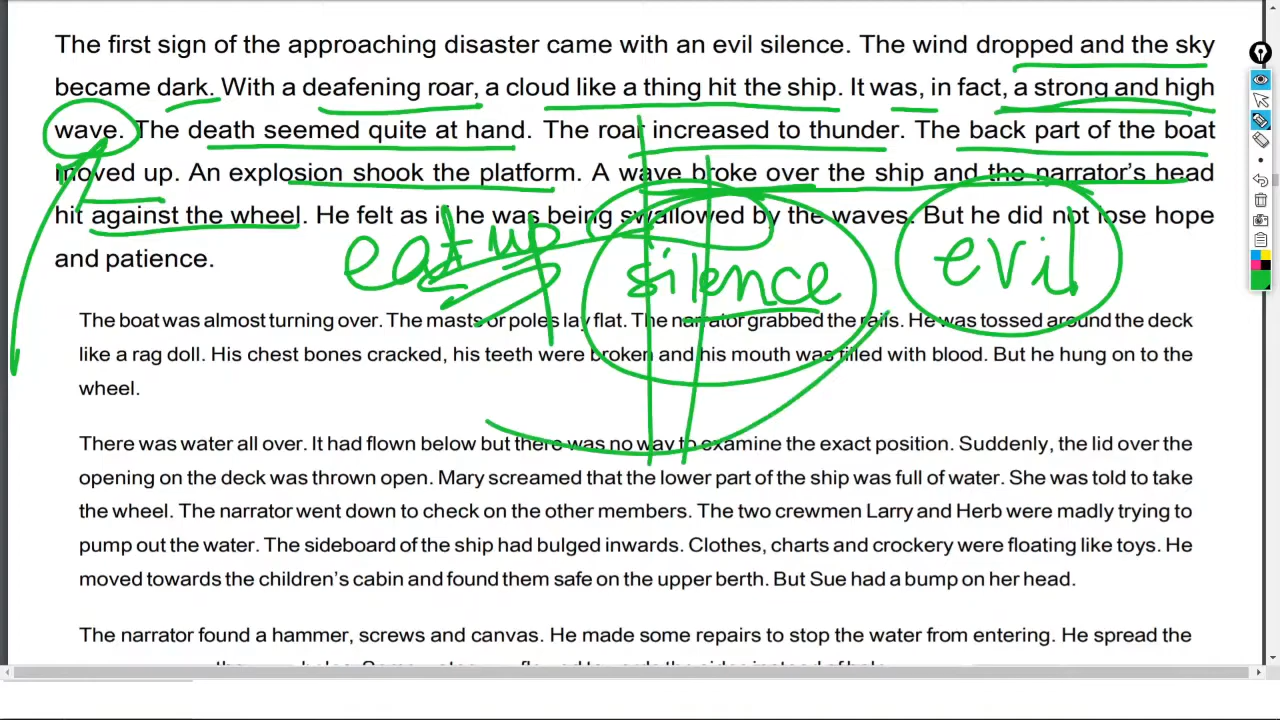 The first sign of the approaching disaster came with an evil silence. The wind dropped and the sky
became dark. With a deafening roar, a cloud like a thing hit the ship. It was, in fact, a strong and high
wave. The death seemed quite at hand. The roar increased to thunder. The back part of the boat
moved up. An explosion shook the platform. A wave broke over the ship and the narrator's head
hit against the wheel. He felt as if he was being swallowed by the waves. But he did not lose hope
and patience.
eat up
silence
evil
The boat was almost turning over. The masts or poles lay flat. The narrator grabbed the rails. He was tossed around the deck
like a rag doll. His chest bones cracked, his teeth were broken and his mouth was filled with blood. But he hung on to the
wheel.
There was water all over. It had flown below but there was no way to examine the exact position. Suddenly, the lid over the
opening on the deck was thrown open. Mary screamed that the lower part of the ship was full of water. She was told to take
the wheel. The narrator went down to check on the other members. The two crewmen Larry and Herb were madly trying to
pump out the water. The sideboard of the ship had bulged inwards. Clothes, charts and crockery were floating like toys. He
moved towards the children's cabin and found them safe on the upper berth. But Sue had a bump on her head.
The narrator found a hammer, screws and canvas. He made some repairs to stop the water from entering. He spread the